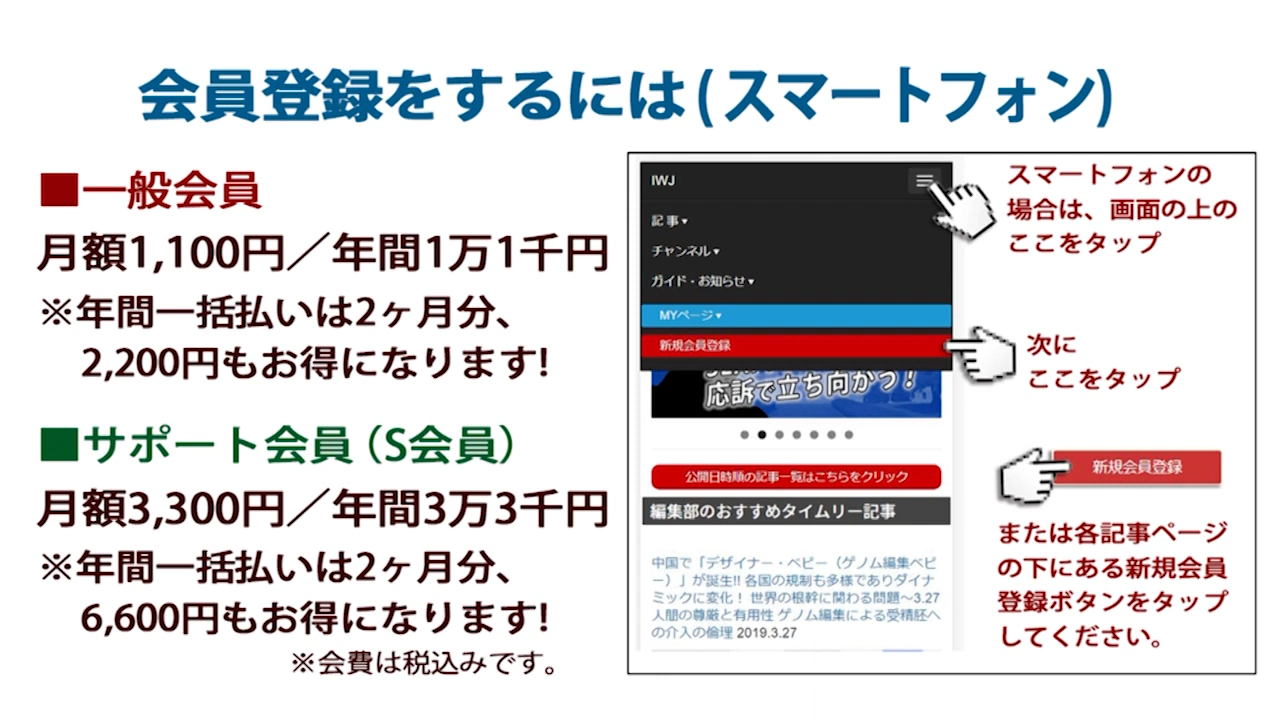 会員登録をするには(スマートフォン)
■一般会員
月額1,100円／年間1万1千円
※年間一括払いは2ヶ月分、
2,200円もお得になります!
■サポート会員（S会員）
月額3,300円／年間3万3千円
※年間一括払いは2ヶ月分、
6,600円もお得になります!
※会費は税込みです。
IWJ
記事▾
チャンネル▾
ガイド・お知らせ▾
MYページ▾
新規会員登録
応訴で立ち向かう！
公開日時順の記事一覧はこちらをクリック
編集部のおすすめタイムリー記事
中国で「デザイナー・ベビー（ゲノム編集ベビ
ー）」が誕生!! 各国の規制も多様でありダイナ
ミックに変化！ 世界の根幹に関わる問題〜3.27
人間の尊厳と有用性 ゲノム編集による受精胚へ
の介入の倫理 2019.3.27
スマートフォンの
場合は、画面の上の
ここをタップ
次に
ここをタップ
新規会員登録
または各記事ページ
の下にある新規会員
登録ボタンをタップ
してください。